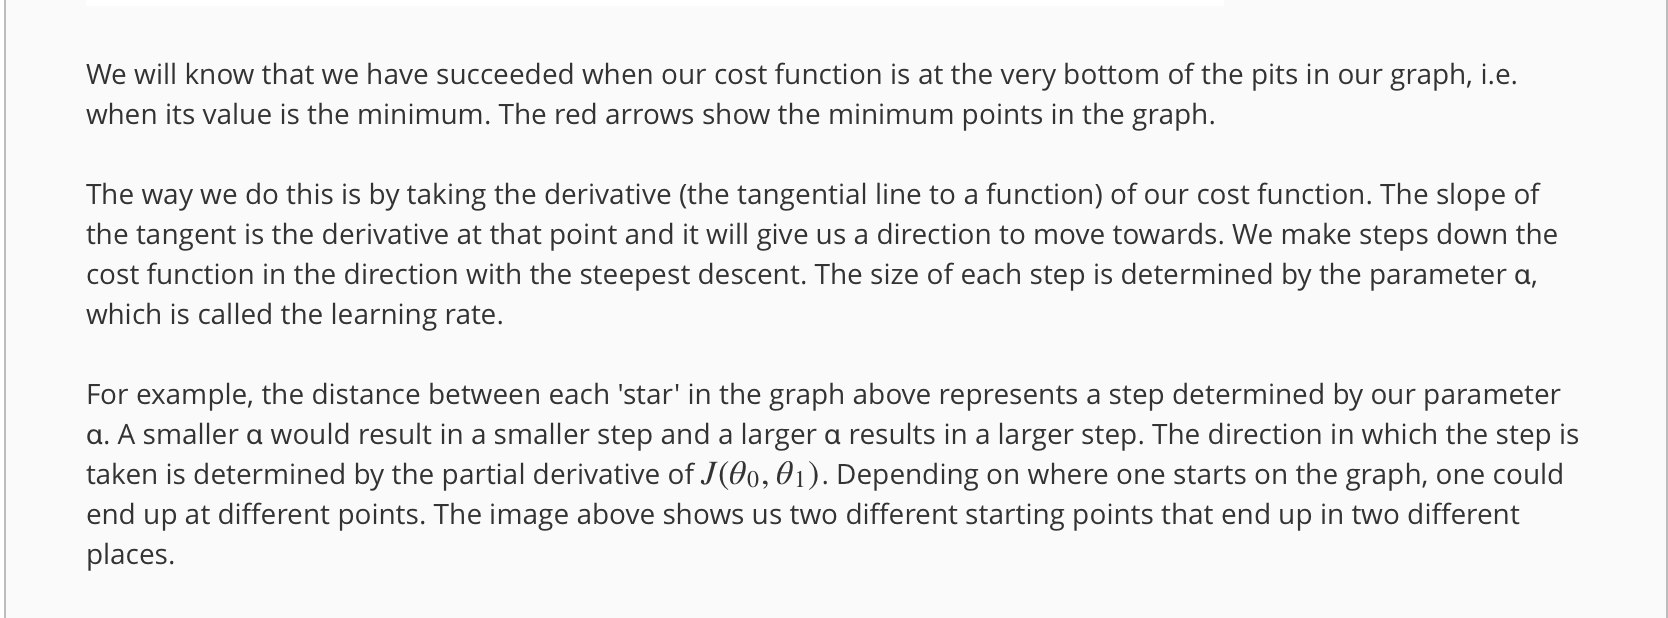 We will know that we have succeeded when our cost function is at the very bottom of the pits in our graph, i.e.
when its value is the minimum. The red arrows show the minimum points in the graph.
The way we do this is by taking the derivative (the tangential line to a function) of our cost function. The slope of
the tangent is the derivative at that point and it will give us a direction to move towards. We make steps down the
cost function in the direction with the steepest descent. The size of each step is determined by the parameter α,
which is called the learning rate.
For example, the distance between each 'star' in the graph above represents a step determined by our parameter
α. A smaller α would result in a smaller step and a larger α results in a larger step. The direction in which the step is
taken is determined by the partial derivative of J(θ₀, θ₁). Depending on where one starts on the graph, one could
end up at different points. The image above shows us two different starting points that end up in two different
places.